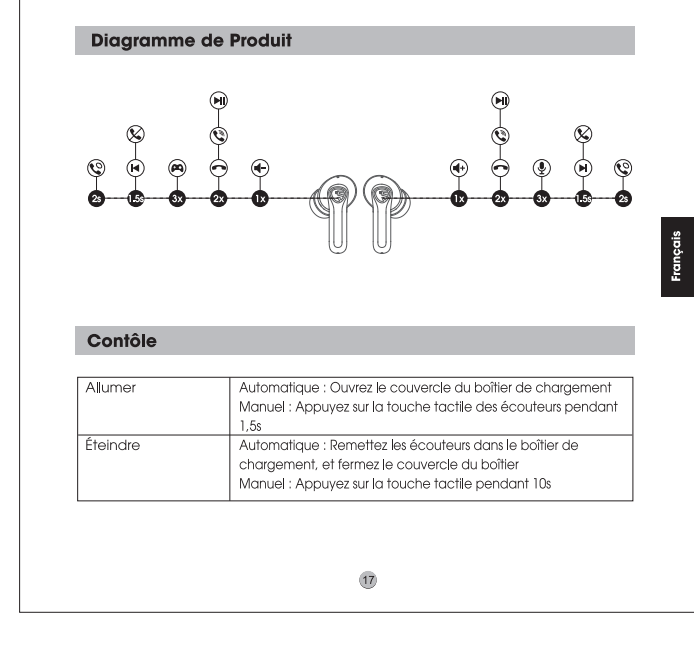 Diagramme de Produit
2s 1.5s 3x 2x 1x 1x 2x 3x 1.5s 2s
Français
Contôle
Allumer
Automatique : Ouvrez le couvercle du boîtier de chargement
Manuel : Appuyez sur la touche tactile des écouteurs pendant
1,5s
Éteindre
Automatique : Remettez les écouteurs dans le boîtier de
chargement, et fermez le couvercle du boîtier
Manuel : Appuyez sur la touche tactile pendant 10s
17